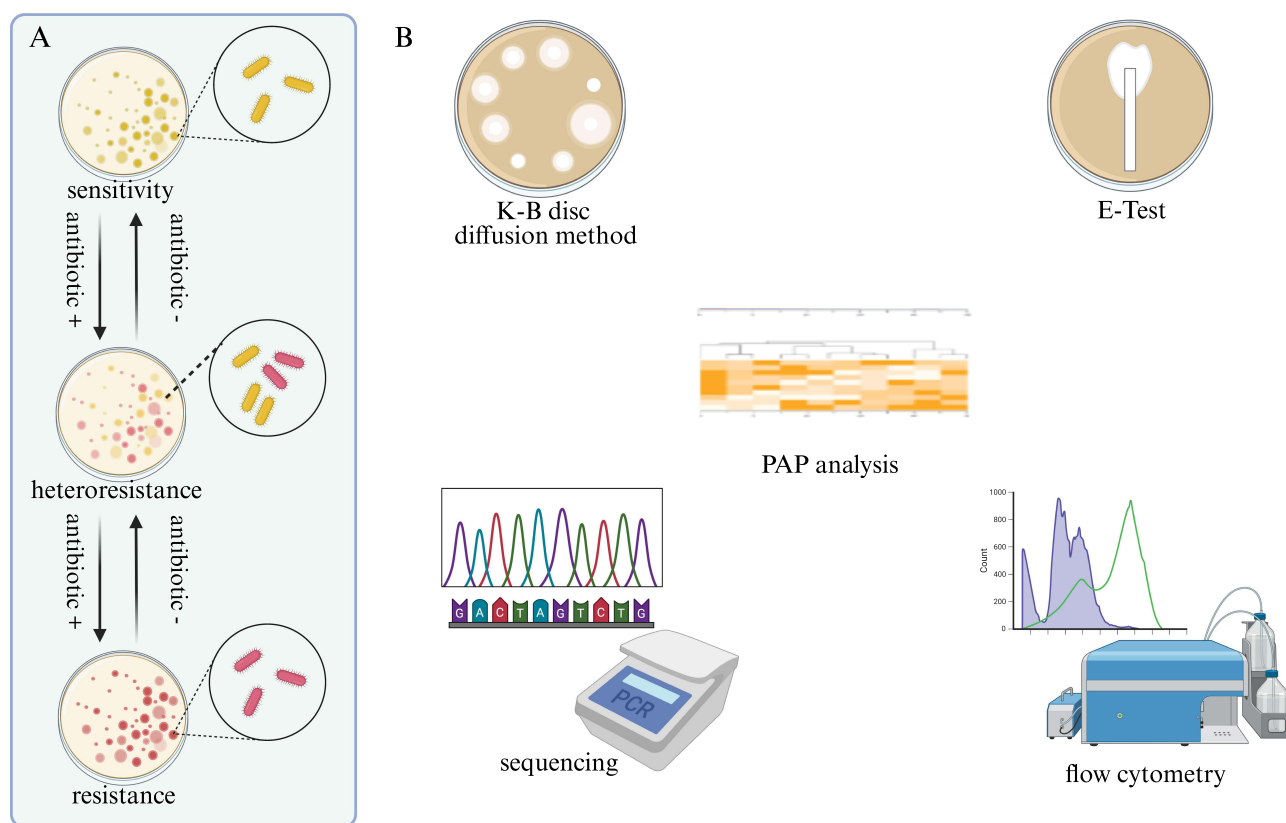 A
sensitivity
antibiotic +
antibiotic -
heteroresistance
antibiotic +
antibiotic -
resistance
B
K-B disc
diffusion method
E-Test
PAP analysis
G A C T A G T C T G
PCR
sequencing
1000
800
600
400
200
0
Count
flow cytometry